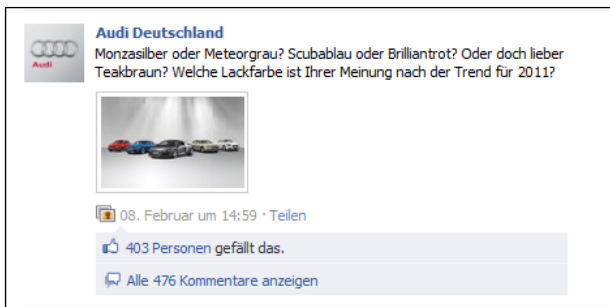 Audi
Audi Deutschland
Monzasilber oder Meteorgrau? Scubablau oder Brilliantrot? Oder doch lieber
Teakbraun? Welche Lackfarbe ist Ihrer Meinung nach der Trend für 2011?
08. Februar um 14:59 · Teilen
403 Personen gefällt das.
Alle 476 Kommentare anzeigen